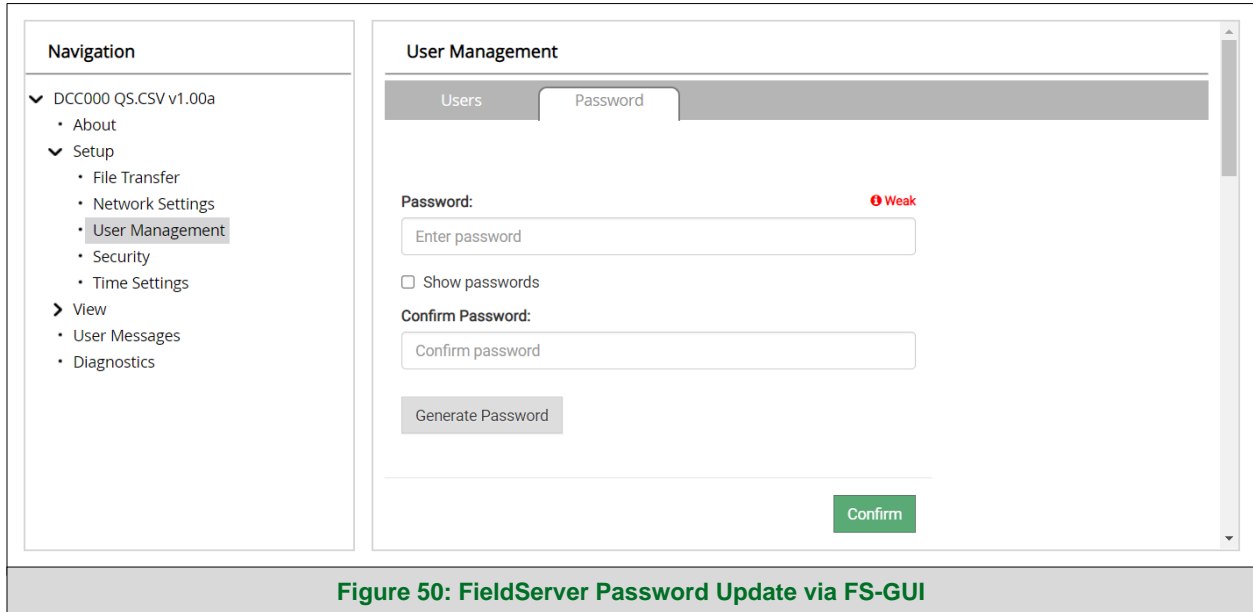 Navigation
DCC000 QS.CSV v1.00a
About
Setup
File Transfer
Network Settings
User Management
Security
Time Settings
View
User Messages
Diagnostics
User Management
Users
Password
Password:
Weak
Enter password
Show passwords
Confirm Password:
Confirm password
Generate Password
Confirm
Figure 50: FieldServer Password Update via FS-GUI